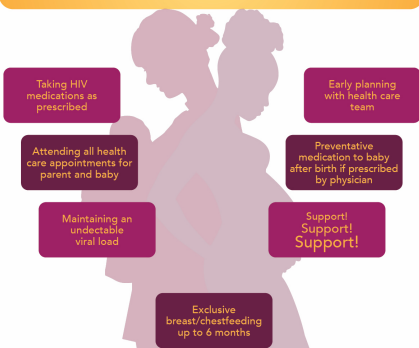 Taking HIV
medications as
prescribed
Early planning
with health care
team
Attending all health
care appointments for
parent and baby
Preventative
medication to baby
after birth if prescribed
by physician
Maintaining an
undectable
viral load
Support!
Support!
Support!
Exclusive
breast/chestfeeding
up to 6 months